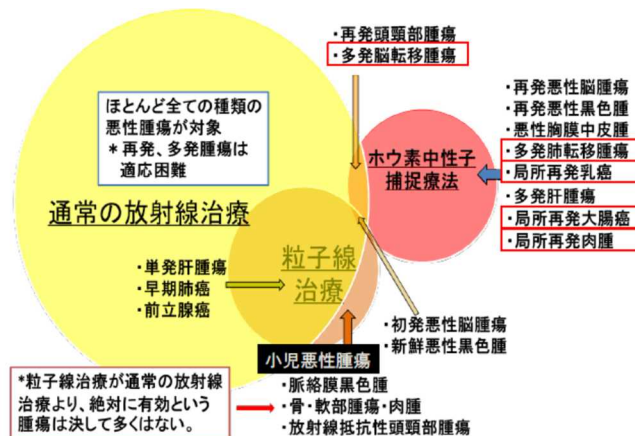 ・再発頭頸部腫瘍
・多発脳転移腫瘍
ほとんど全ての種類の
悪性腫瘍が対象
＊再発、多発腫瘍は
適応困難
通常の放射線治療
ホウ素中性子
捕捉療法
・再発悪性脳腫瘍
・再発悪性黒色腫
・悪性胸膜中皮腫
・多発肺転移腫瘍
・局所再発乳癌
・多発肝腫瘍
・局所再発大腸癌
・局所再発肉腫
粒子線
治療
・単発肝腫瘍
・早期肺癌
・前立腺癌
・初発悪性脳腫瘍
・新鮮悪性黒色腫
小児悪性腫瘍
・脈絡膜黒色腫
・骨・軟部腫瘍・肉腫
・放射線抵抗性頭頸部腫瘍
*粒子線治療が通常の放射線
治療より、絶対に有効という
腫瘍は決して多くはない。